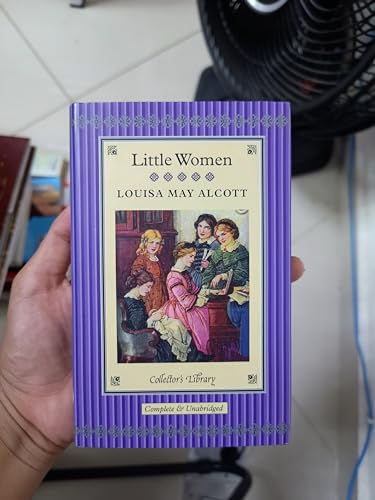 Little Women
LOUISA MAY ALCOTT
Collector's Library
Complete & Unabridged